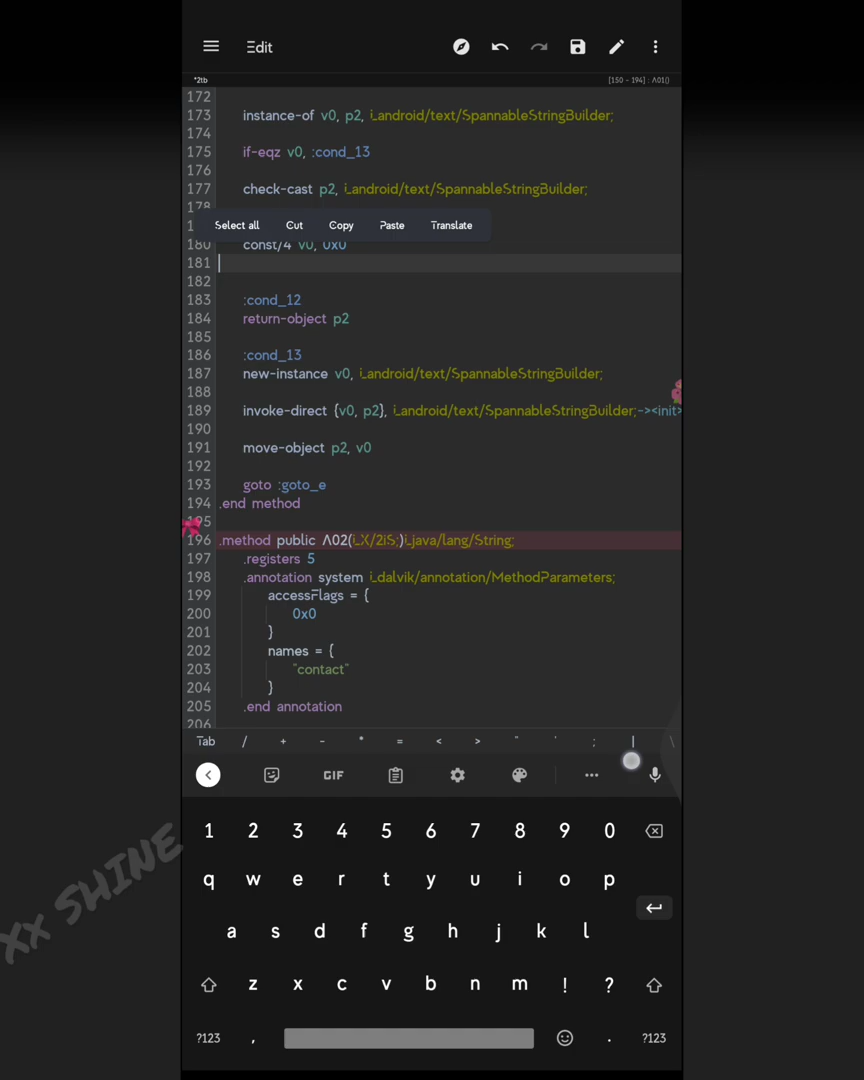 Edit
*2tb
[150 - 194] : A01()
172
173 instance-of v0, p2, Landroid/text/SpannableStringBuilder;
174
175 if-eqz v0, :cond_13
176
177 check-cast p2, Landroid/text/SpannableStringBuilder;
178
Select all Cut Copy Paste Translate
180 const/4 v0, 0x0
181
182
183 :cond_12
184 return-object p2
185
186 :cond_13
187 new-instance v0, Landroid/text/SpannableStringBuilder;
188
189 invoke-direct {v0, p2}, Landroid/text/SpannableStringBuilder;-><init>
190
191 move-object p2, v0
192
193 goto :goto_e
194 .end method
195
196 .method public A02(LX/2iS;)Ljava/lang/String;
197 .registers 5
198 .annotation system Ldalvik/annotation/MethodParameters;
199 accessFlags = {
200 0x0
201 }
202 names = {
203 "contact"
204 }
205 .end annotation
206
Tab / + - * = < > " ' ; | \
GIF
1 2 3 4 5 6 7 8 9 0
q w e r t y u i o p
a s d f g h j k l
z x c v b n m ! ?
?123 , . ?123
Xx SHINE